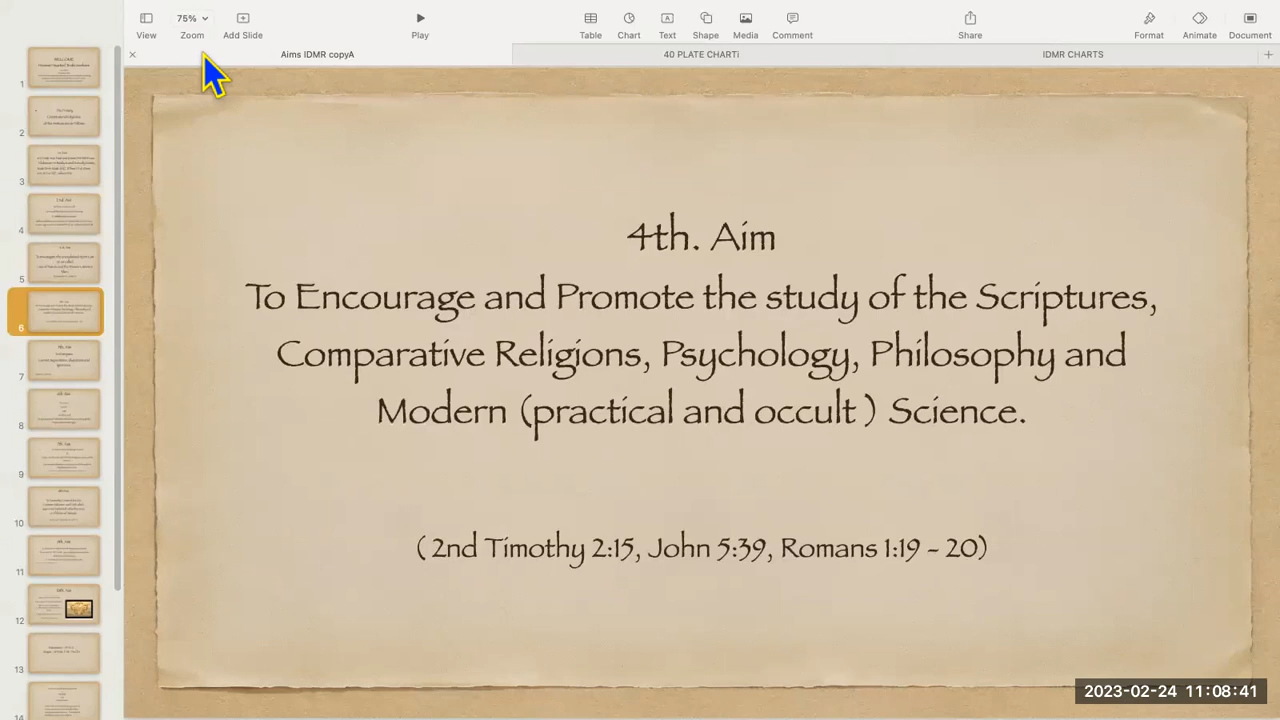 75%
View
Zoom
Add Slide
Play
Table
Chart
Text
Shape
Media
Comment
Share
Format
Animate
Document
Aims IDMR copyA
40 PLATE CHARTi
IDMR CHARTS
4th. Aim
To Encourage and Promote the study of the Scriptures,
Comparative Religions, Psychology, Philosophy and
Modern (practical and occult ) Science.
( 2nd Timothy 2:15, John 5:39, Romans 1:19 - 20)
1
2
3
4
5
6
7
8
9
10
11
12
13
14
2023-02-24 11:08:41